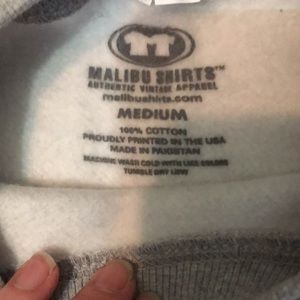 MALIBU SHIRTS™
AUTHENTIC VINTAGE APPAREL
malibushirts.com
MEDIUM
100% COTTON
PROUDLY PRINTED IN THE USA
MADE IN PAKISTAN
MACHINE WASH COLD WITH LIKE COLORS
TUMBLE DRY LOW